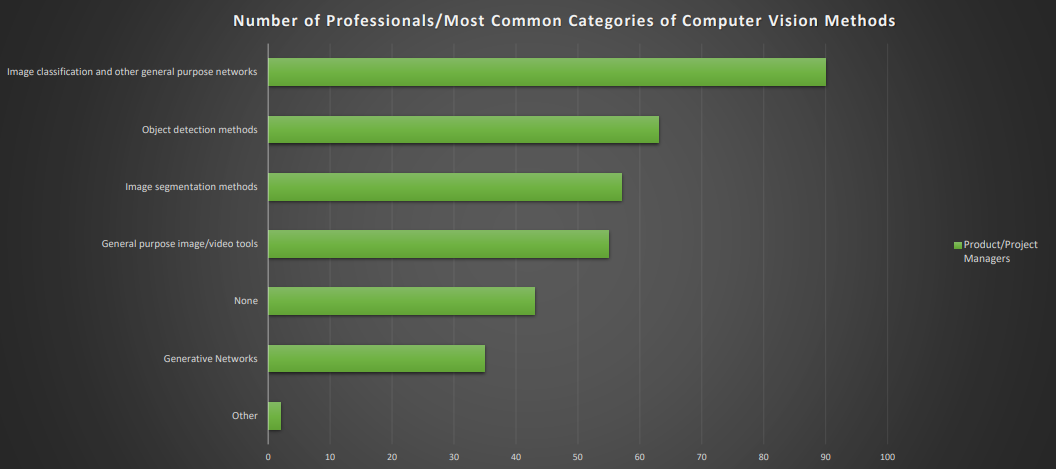 Number of Professionals/Most Common Categories of Computer Vision Methods
Image classification and other general purpose networks
Object detection methods
Image segmentation methods
General purpose image/video tools
None
Generative Networks
Other
0 10 20 30 40 50 60 70 80 90 100
Product/Project
Managers